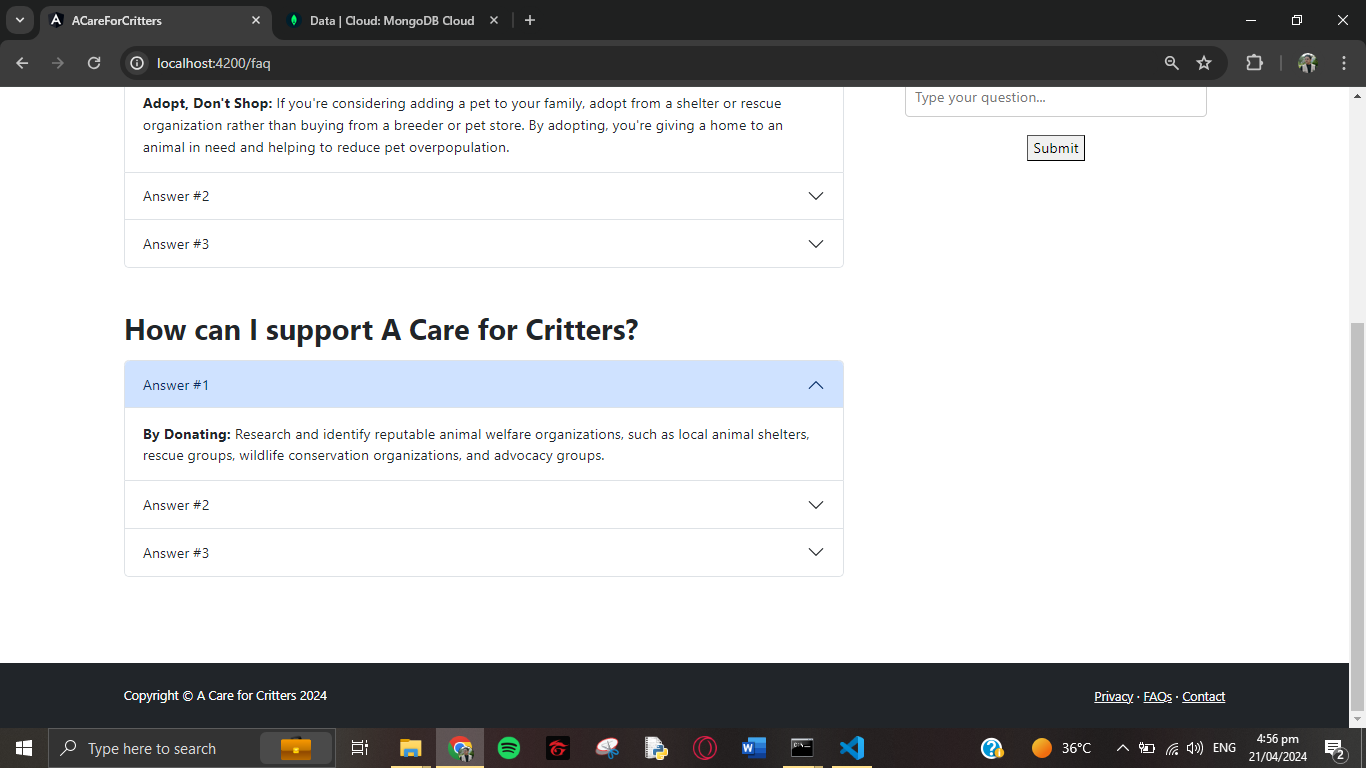 ACareForCritters
Data | Cloud: MongoDB Cloud
localhost:4200/faq
Adopt, Don't Shop: If you're considering adding a pet to your family, adopt from a shelter or rescue
organization rather than buying from a breeder or pet store. By adopting, you're giving a home to an
animal in need and helping to reduce pet overpopulation.
Answer #2
Answer #3
Type your question...
Submit
How can I support A Care for Critters?
Answer #1
By Donating: Research and identify reputable animal welfare organizations, such as local animal shelters,
rescue groups, wildlife conservation organizations, and advocacy groups.
Answer #2
Answer #3
Copyright © A Care for Critters 2024
Privacy · FAQs · Contact
Type here to search
36°C
ENG
4:56 pm
21/04/2024
2